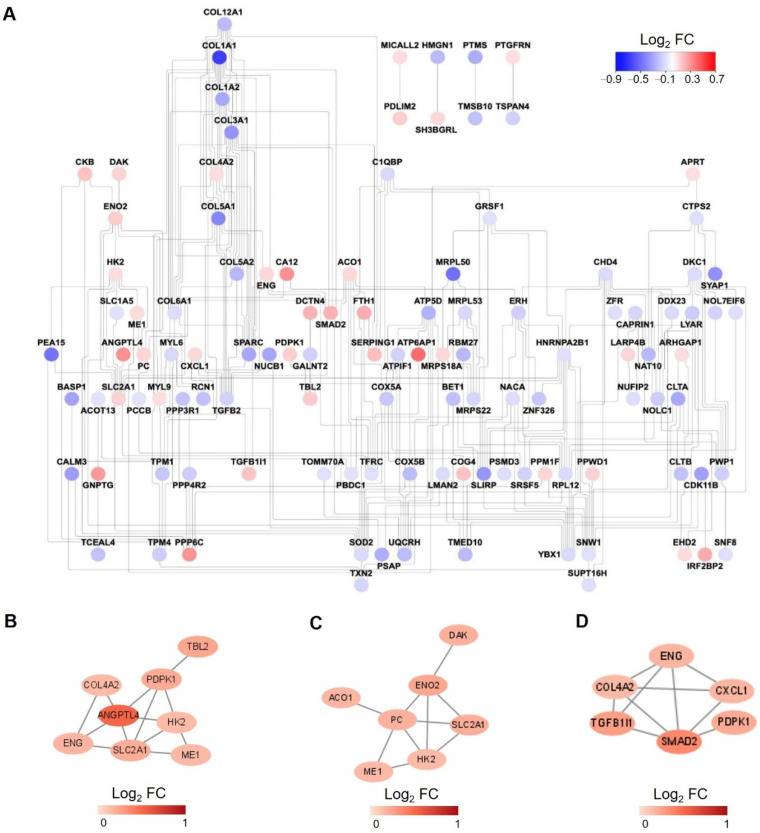 A
COL12A1
COL1A1
MICALL2 HMGN1 PTMS PTGFRN
Log2 FC
−0.9 −0.5 −0.1 0.3 0.7
COL1A2
PDLIM2 TMSB10 TSPAN4
SH3BGRL
COL3A1
CKB DAK COL4A2 C1QBP APRT
ENO2 COL5A1 GRSF1 CTPS2
HK2 COL5A2 CA12 ACO1 MRPL50 CHD4 DKC1
ENG SYAP1
SLC1A5 COL6A1 DCTN4 FTH1 ATP5D MRPL53 ERH ZFR DDX23 NOL7 EIF6
ME1 SMAD2 CAPRIN1 LYAR
PEA15 ANGPTL4 MYL6 SPARC PDPK1 SERPING1 ATP6AP1 RBM27 HNRNPA2B1 LARP4B ARHGAP1
PC CXCL1 NUCB1 GALNT2 ATPIF1 MRPS18A NAT10
BASP1 SLC2A1 MYL9 RCN1 TBL2 COX5A BET1 NACA NUFIP2 CLTA
ACOT13 PCCB PPP3R1 TGFB2 MRPS22 ZNF326 NOLC1
CALM3 TPM1 TGFB1I1 TOMM70A TFRC COX5B COG4 PSMD3 PPM1F PPWD1 CLTB PWP1
GNPTG PPP4R2 PBDC1 LMAN2 SLIRP SRSF5 RPL12 CDK11B
TCEAL4 TPM4 PPP6C SOD2 UQCRH TMED10 YBX1 SNW1 EHD2 SNF8
PSAP IRF2BP2
TXN2 SUPT16H
B
TBL2
COL4A2 PDPK1
ANGPTL4
HK2
ENG SLC2A1
ME1
Log2 FC
0 1
C
DAK
ENO2
ACO1
PC SLC2A1
HK2
ME1
Log2 FC
0 1
D
ENG
COL4A2 CXCL1
TGFB1I1 PDPK1
SMAD2
Log2 FC
0 1